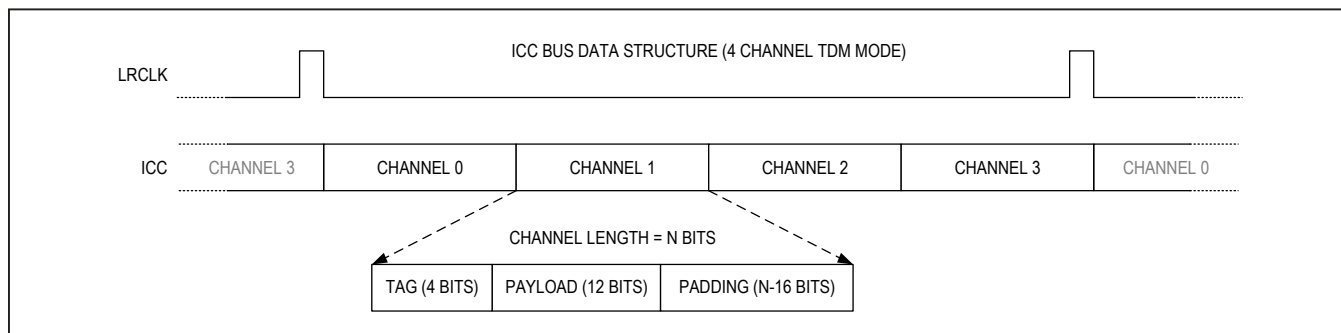 ICC BUS DATA STRUCTURE (4 CHANNEL TDM MODE)
LRCLK
ICC
CHANNEL 3
CHANNEL 0
CHANNEL 1
CHANNEL 2
CHANNEL 3
CHANNEL 0
CHANNEL LENGTH = N BITS
TAG (4 BITS)
PAYLOAD (12 BITS)
PADDING (N-16 BITS)